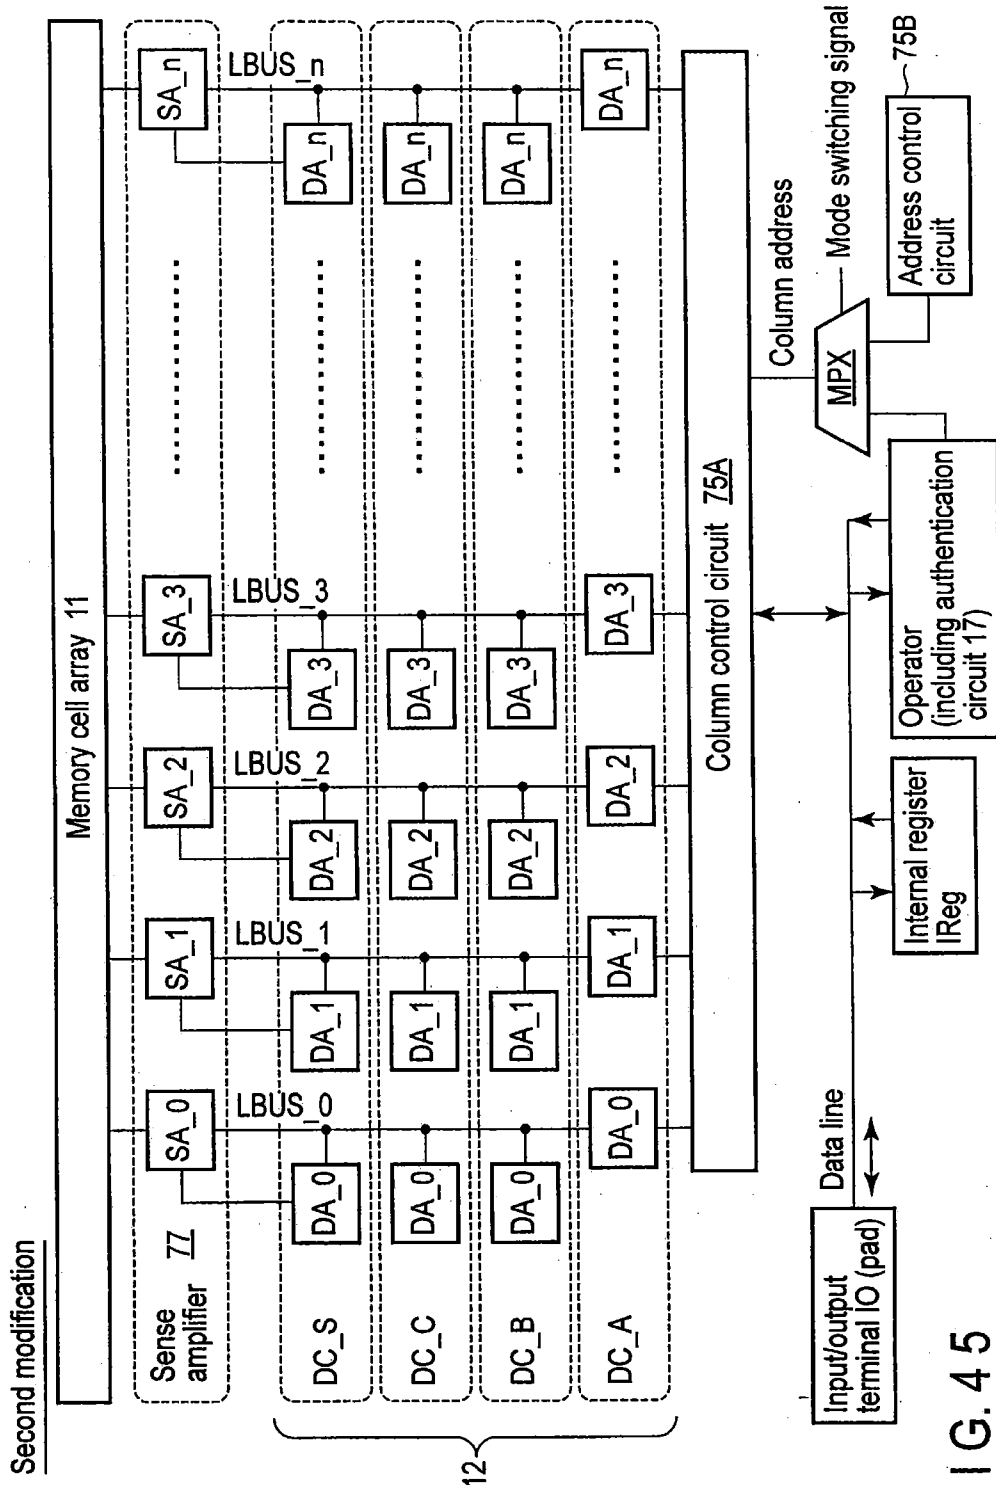 Second modification
Memory cell array 11
Sense
amplifier 77
SA_0
SA_1
SA_2
SA_3
SA_n
LBUS_0
LBUS_1
LBUS_2
LBUS_3
LBUS_n
12
DC_S
DA_0
DA_1
DA_2
DA_3
DA_n
DC_C
DA_0
DA_1
DA_2
DA_3
DA_n
DC_B
DA_0
DA_1
DA_2
DA_3
DA_n
DC_A
DA_0
DA_1
DA_2
DA_3
DA_n
Column control circuit 75A
Column address
MPX
Mode switching signal
Data line
Input/output
terminal IO (pad)
Internal register
IReg
Operator
(including authentication
circuit 17)
Address control
circuit
75B
I G. 4 5